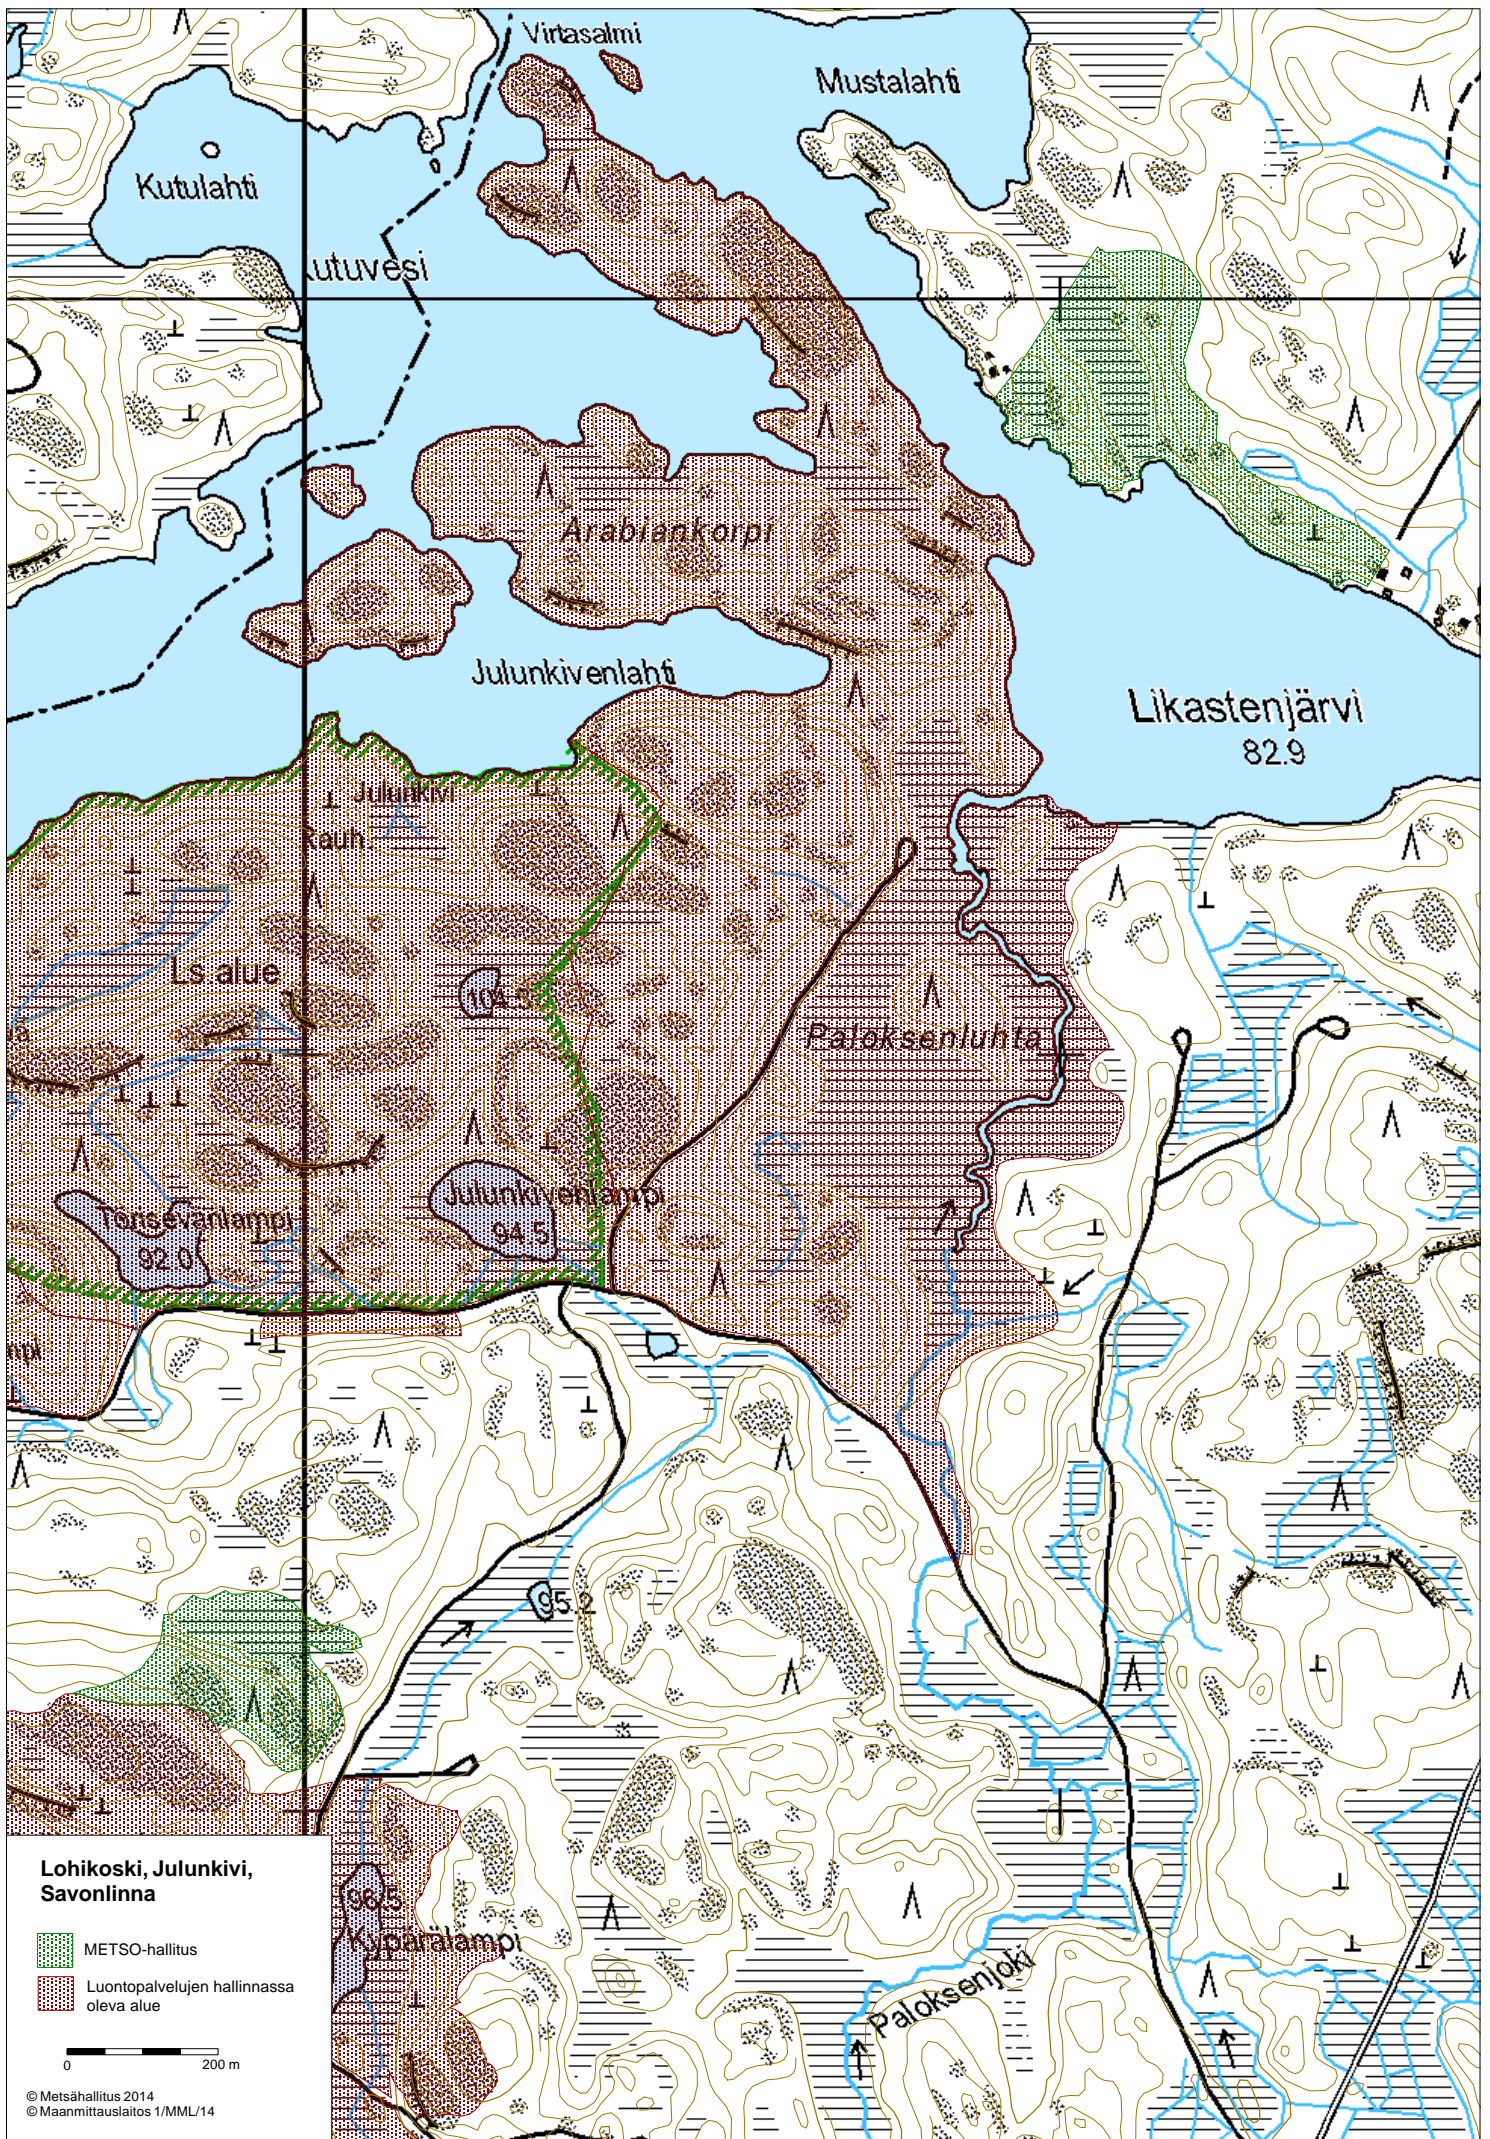 Virtasalmi
Mustalahti
Kutulahti
utuvesi
Arabiankorpi
Julunkivenlahti
Likastenjärvi
82.9
Julunkivi
Rauh.
Ls.alue
104.
Paloksenluhta
Julunkivenlampi
94.5
92.0
mpi
95.2
96.5
Kypärälampi
Paloksenjoki
Lohikoski, Julunkivi,
Savonlinna
METSO-hallitus
Luontopalvelujen hallinnassa
oleva alue
0 200 m
© Metsähallitus 2014
© Maanmittauslaitos 1/MML/14